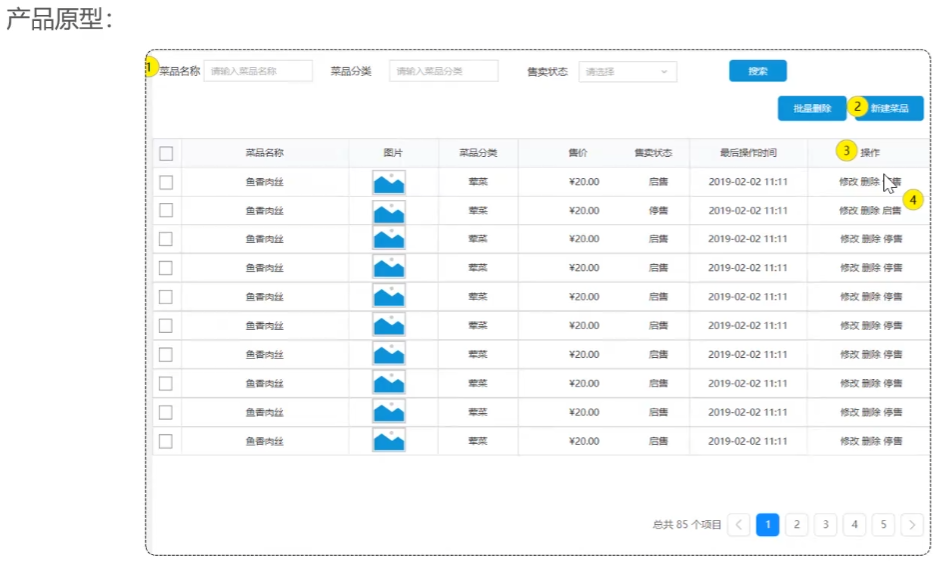 产品原型：
1 菜品名称 请输入菜品名称 菜品分类 请输入菜品分类 售卖状态 请选择 搜索
批量删除 2 新建菜品
菜品名称 图片 菜品分类 售价 售卖状态 最后操作时间 3 操作
鱼香肉丝 荤菜 ¥20.00 启售 2019-02-02 11:11 修改 删除 售
4
鱼香肉丝 荤菜 ¥20.00 停售 2019-02-02 11:11 修改 删除 启售
鱼香肉丝 荤菜 ¥20.00 启售 2019-02-02 11:11 修改 删除 停售
鱼香肉丝 荤菜 ¥20.00 启售 2019-02-02 11:11 修改 删除 停售
鱼香肉丝 荤菜 ¥20.00 启售 2019-02-02 11:11 修改 删除 停售
鱼香肉丝 荤菜 ¥20.00 启售 2019-02-02 11:11 修改 删除 停售
鱼香肉丝 荤菜 ¥20.00 启售 2019-02-02 11:11 修改 删除 停售
鱼香肉丝 荤菜 ¥20.00 启售 2019-02-02 11:11 修改 删除 停售
鱼香肉丝 荤菜 ¥20.00 启售 2019-02-02 11:11 修改 删除 停售
鱼香肉丝 荤菜 ¥20.00 启售 2019-02-02 11:11 修改 删除 停售
总共 85 个项目 1 2 3 4 5